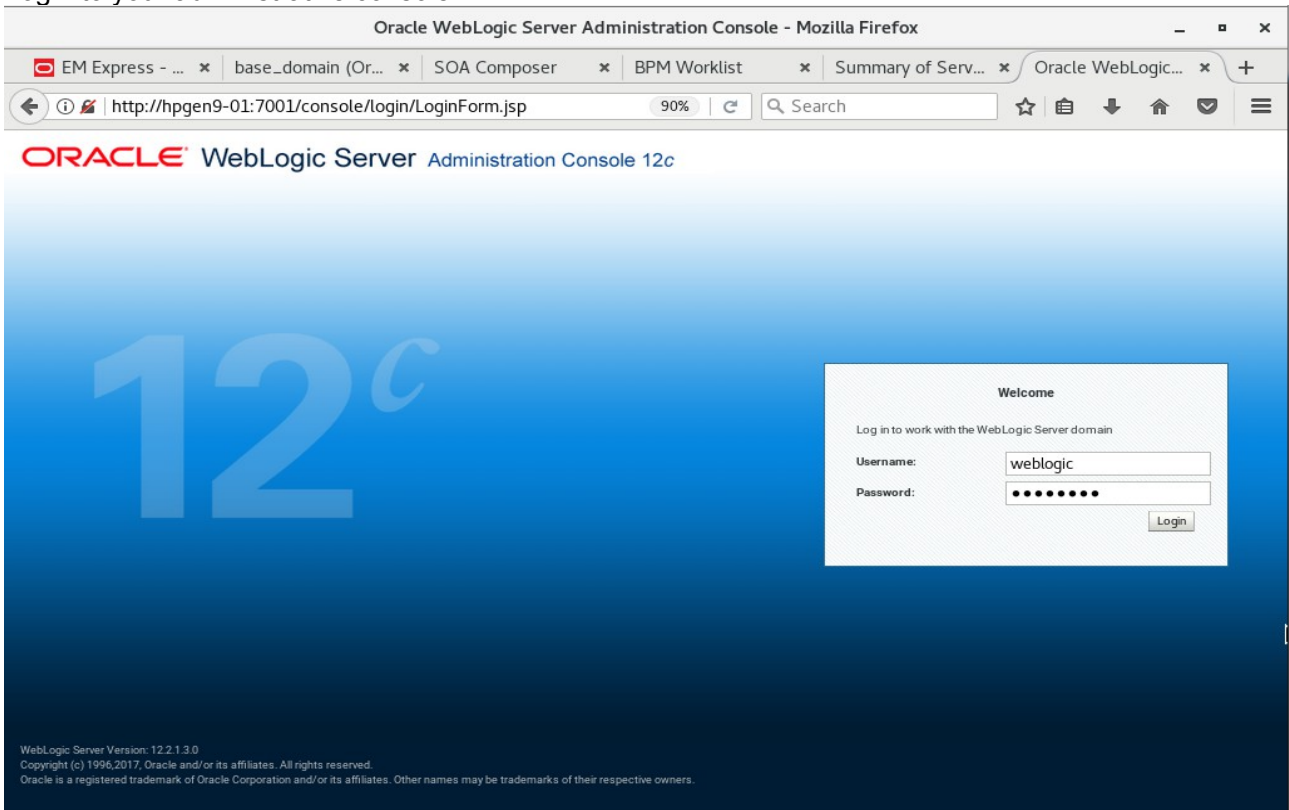 Oracle WebLogic Server Administration Console - Mozilla Firefox
EM Express - ... base_domain (Or... SOA Composer BPM Worklist Summary of Serv... Oracle WebLogic...
http://hpgen9-01:7001/console/login/LoginForm.jsp 90% Search
ORACLE WebLogic Server Administration Console 12c
12c
Welcome
Log in to work with the WebLogic Server domain
Username: weblogic
Password: ••••••••
Login
WebLogic Server Version: 12.2.1.3.0
Copyright (c) 1996,2017, Oracle and/or its affiliates. All rights reserved.
Oracle is a registered trademark of Oracle Corporation and/or its affiliates. Other names may be trademarks of their respective owners.